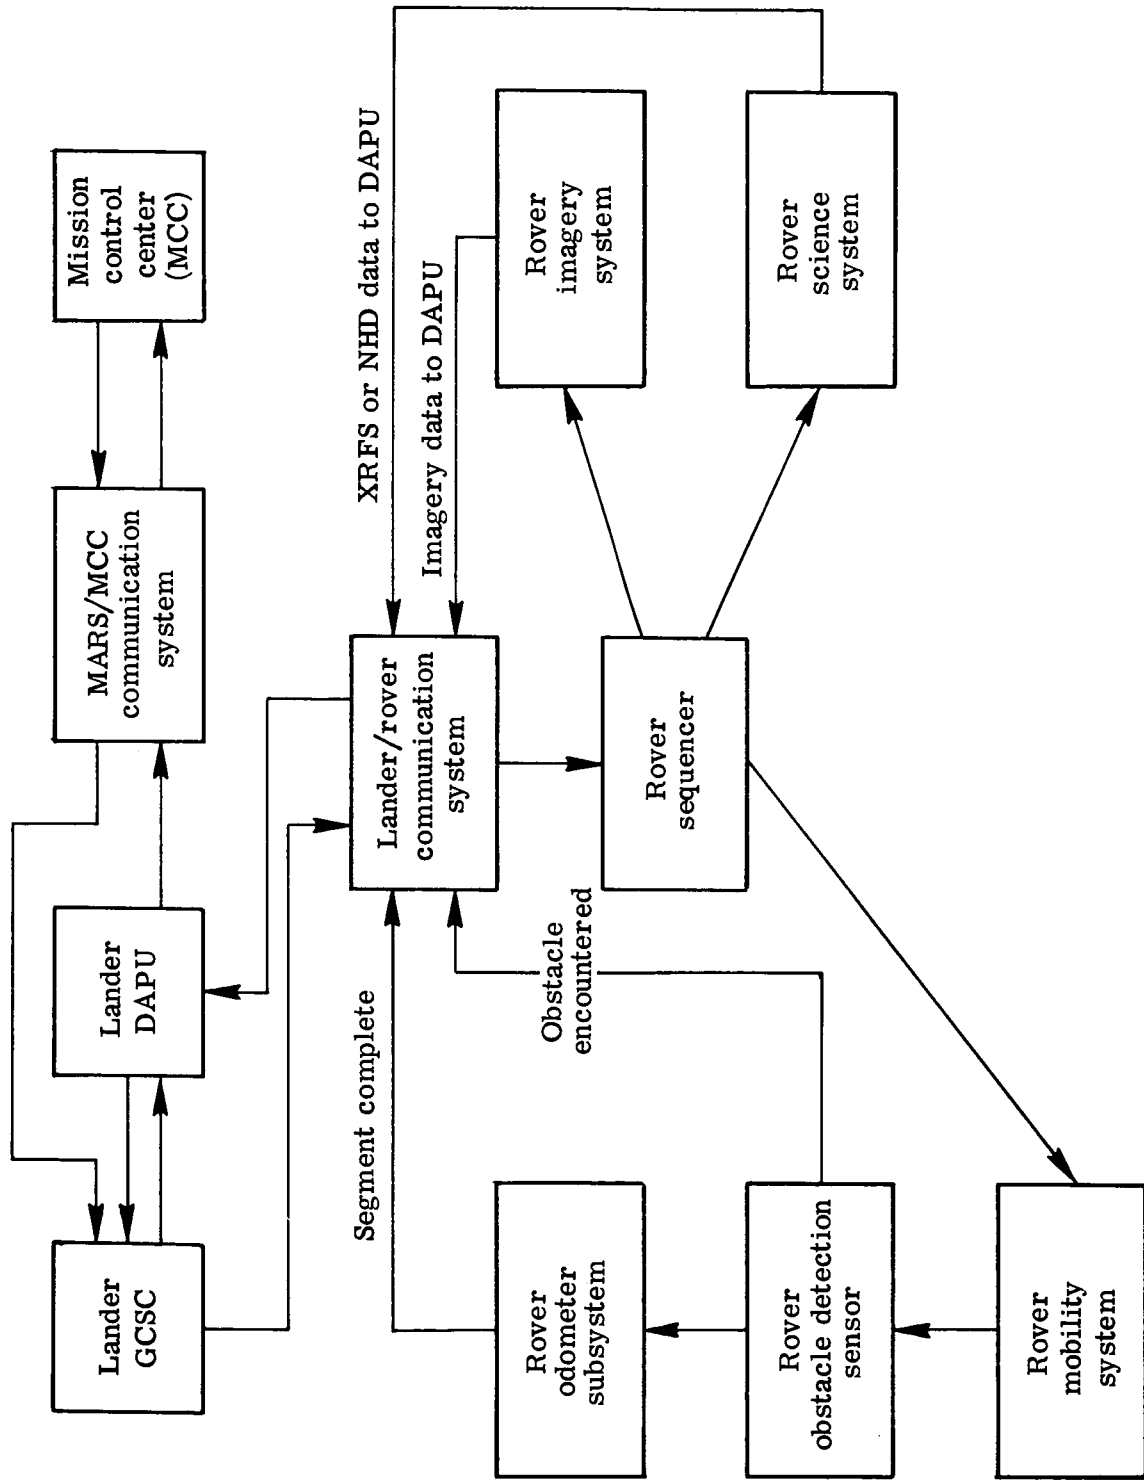 Lander
GCSC
Lander
DAPU
MARS/MCC
communication
system
Mission
control
center
(MCC)
Segment complete
Lander/rover
communication
system
XRFS or NHD data to DAPU
Imagery data to DAPU
Obstacle
encountered
Rover
odometer
subsystem
Rover
sequencer
Rover
imagery
system
Rover
obstacle detection
sensor
Rover
science
system
Rover
mobility
system